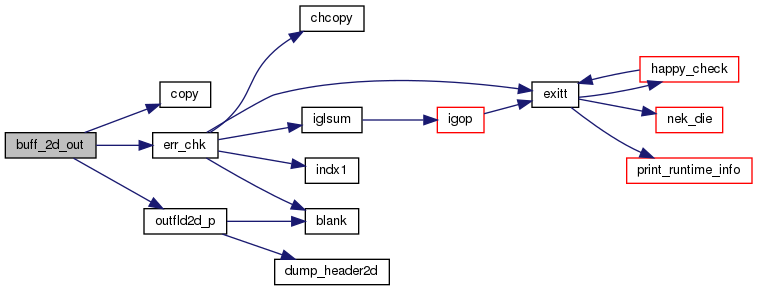 chcopy
happy_check
copy
exitt
iglsum
igop
nek_die
buff_2d_out
err_chk
indx1
print_runtime_info
outfld2d_p
blank
dump_header2d